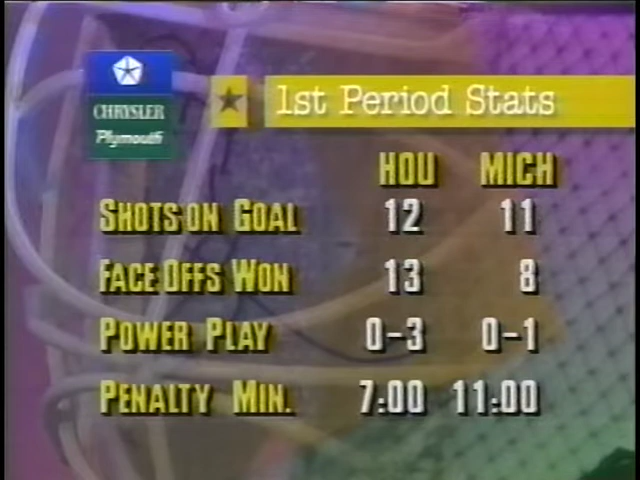 CHRYSLER
Plymouth
1st Period Stats
HOU MICH
SHOTS ON GOAL 12 11
FACE OFFS WON 13 8
POWER PLAY 0-3 0-1
PENALTY MIN. 7:00 11:00